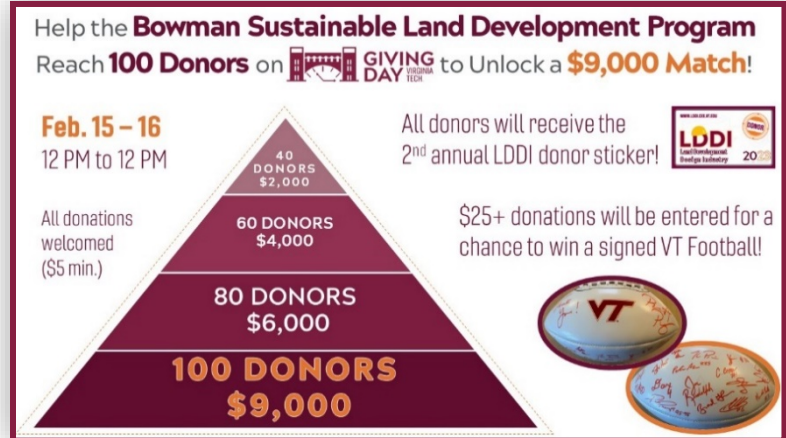 Help the Bowman Sustainable Land Development Program
Reach 100 Donors on GIVING DAY VIRGINIA TECH to Unlock a $9,000 Match!
Feb. 15 – 16
12 PM to 12 PM
All donations
welcomed
($5 min.)
40
DONORS
$2,000
60 DONORS
$4,000
80 DONORS
$6,000
100 DONORS
$9,000
All donors will receive the
2nd annual LDDI donor sticker!
LDDI
Land Development
Design Industry
DONOR
$25+ donations will be entered for a
chance to win a signed VT Football!
VT